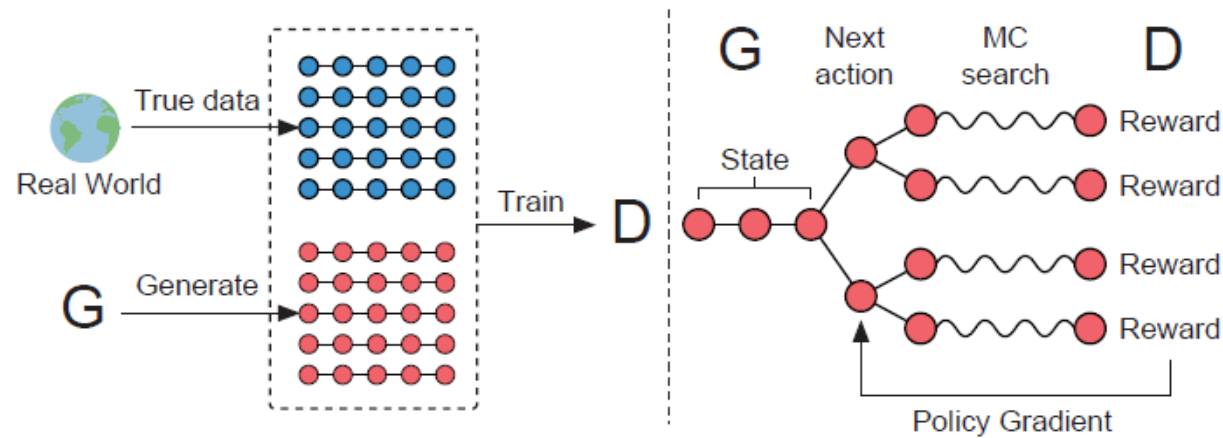 True data
Real World
G
Generate
Train
D
G
Next
action
MC
search
D
State
Reward
Reward
Reward
Reward
Policy Gradient